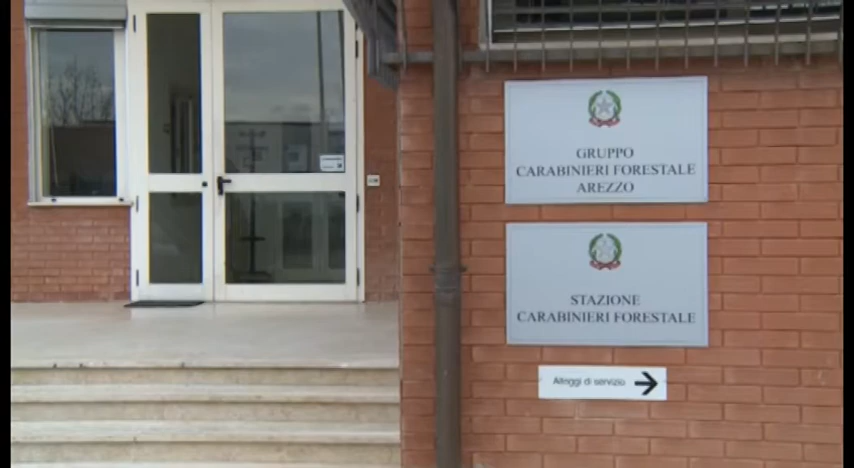 GRUPPO
CARABINIERI FORESTALE
AREZZO
STAZIONE
CARABINIERI FORESTALE
Alloggi di servizio